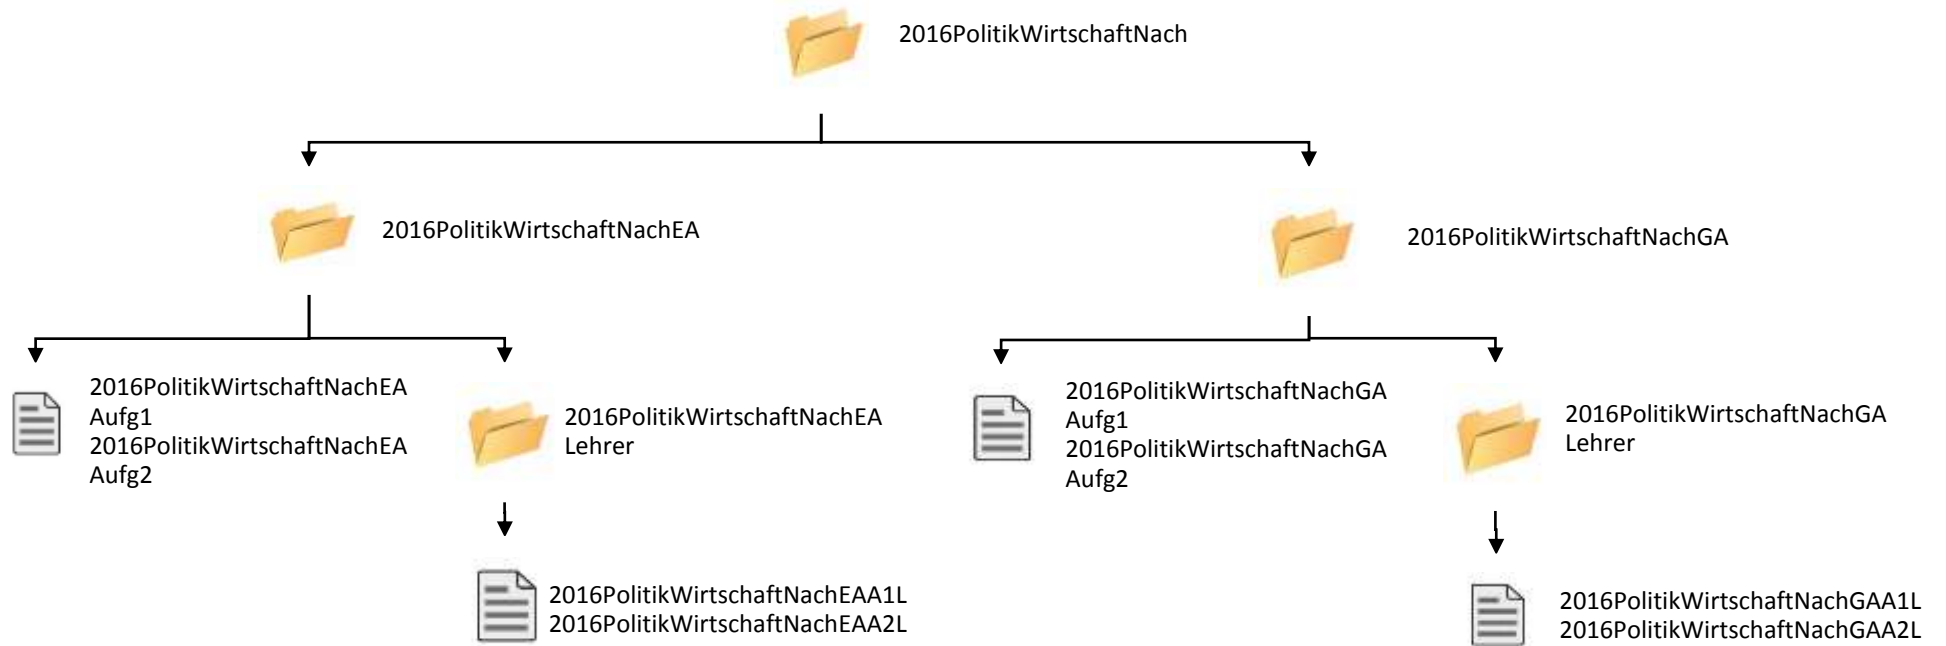 2016PolitikWirtschaftNach
2016PolitikWirtschaftNachEA
2016PolitikWirtschaftNachGA
2016PolitikWirtschaftNachEA
Aufg1
2016PolitikWirtschaftNachEA
Aufg2
2016PolitikWirtschaftNachEA
Lehrer
2016PolitikWirtschaftNachGA
Aufg1
2016PolitikWirtschaftNachGA
Aufg2
2016PolitikWirtschaftNachGA
Lehrer
2016PolitikWirtschaftNachEAA1L
2016PolitikWirtschaftNachEAA2L
2016PolitikWirtschaftNachGAA1L
2016PolitikWirtschaftNachGAA2L